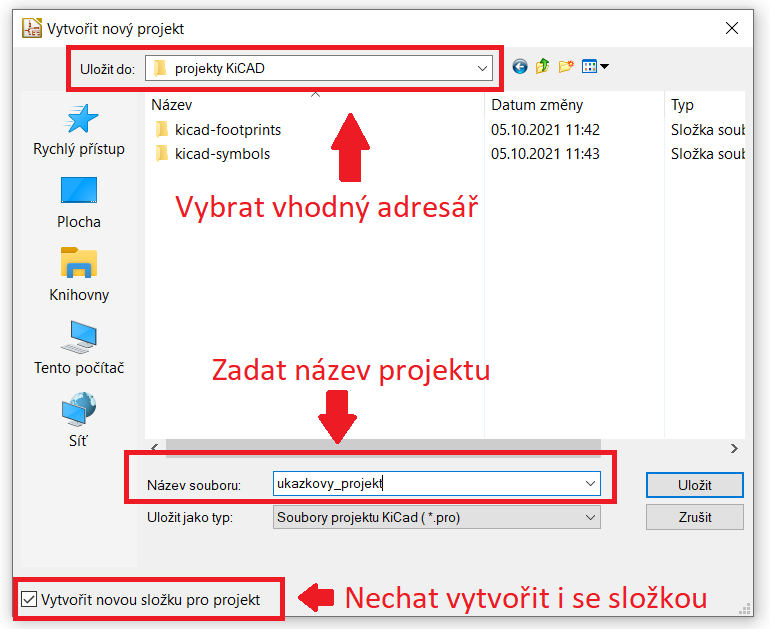 Vytvořit nový projekt
Uložit do: projekty KiCAD
Název Datum změny Typ
kicad-footprints 05.10.2021 11:42 Složka soub
kicad-symbols 05.10.2021 11:43 Složka soub
Rychlý přístup
Plocha
Knihovny
Tento počítač
Síť
Vybrat vhodný adresář
Zadat název projektu
Název souboru: ukazkovy_projekt
Uložit
Uložit jako typ: Soubory projektu KiCad (*.pro)
Zrušit
Vytvořit novou složku pro projekt
Nechat vytvořit i se složkou